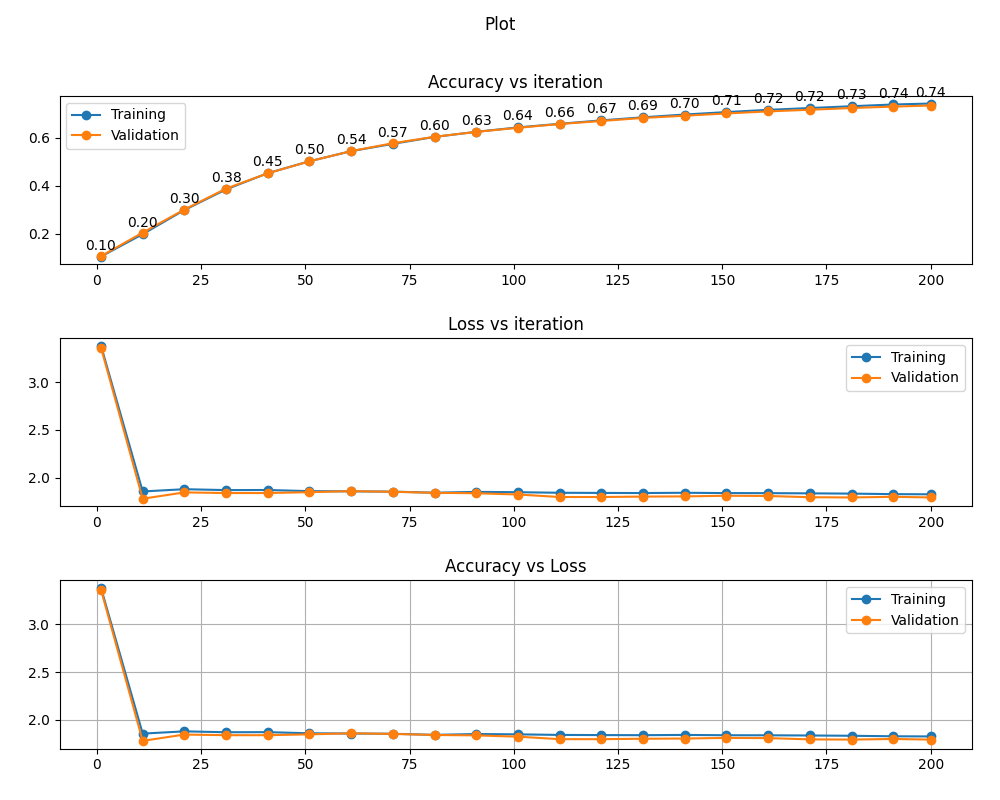 Plot
Accuracy vs iteration
Training
Validation
0.10 0.20 0.30 0.38 0.45 0.50 0.54 0.57 0.60 0.63 0.64 0.66 0.67 0.69 0.70 0.71 0.72 0.72 0.73 0.74 0.74
0.6
0.4
0.2
0 25 50 75 100 125 150 175 200
Loss vs iteration
Training
Validation
3.0
2.5
2.0
0 25 50 75 100 125 150 175 200
Accuracy vs Loss
Training
Validation
3.0
2.5
2.0
0 25 50 75 100 125 150 175 200